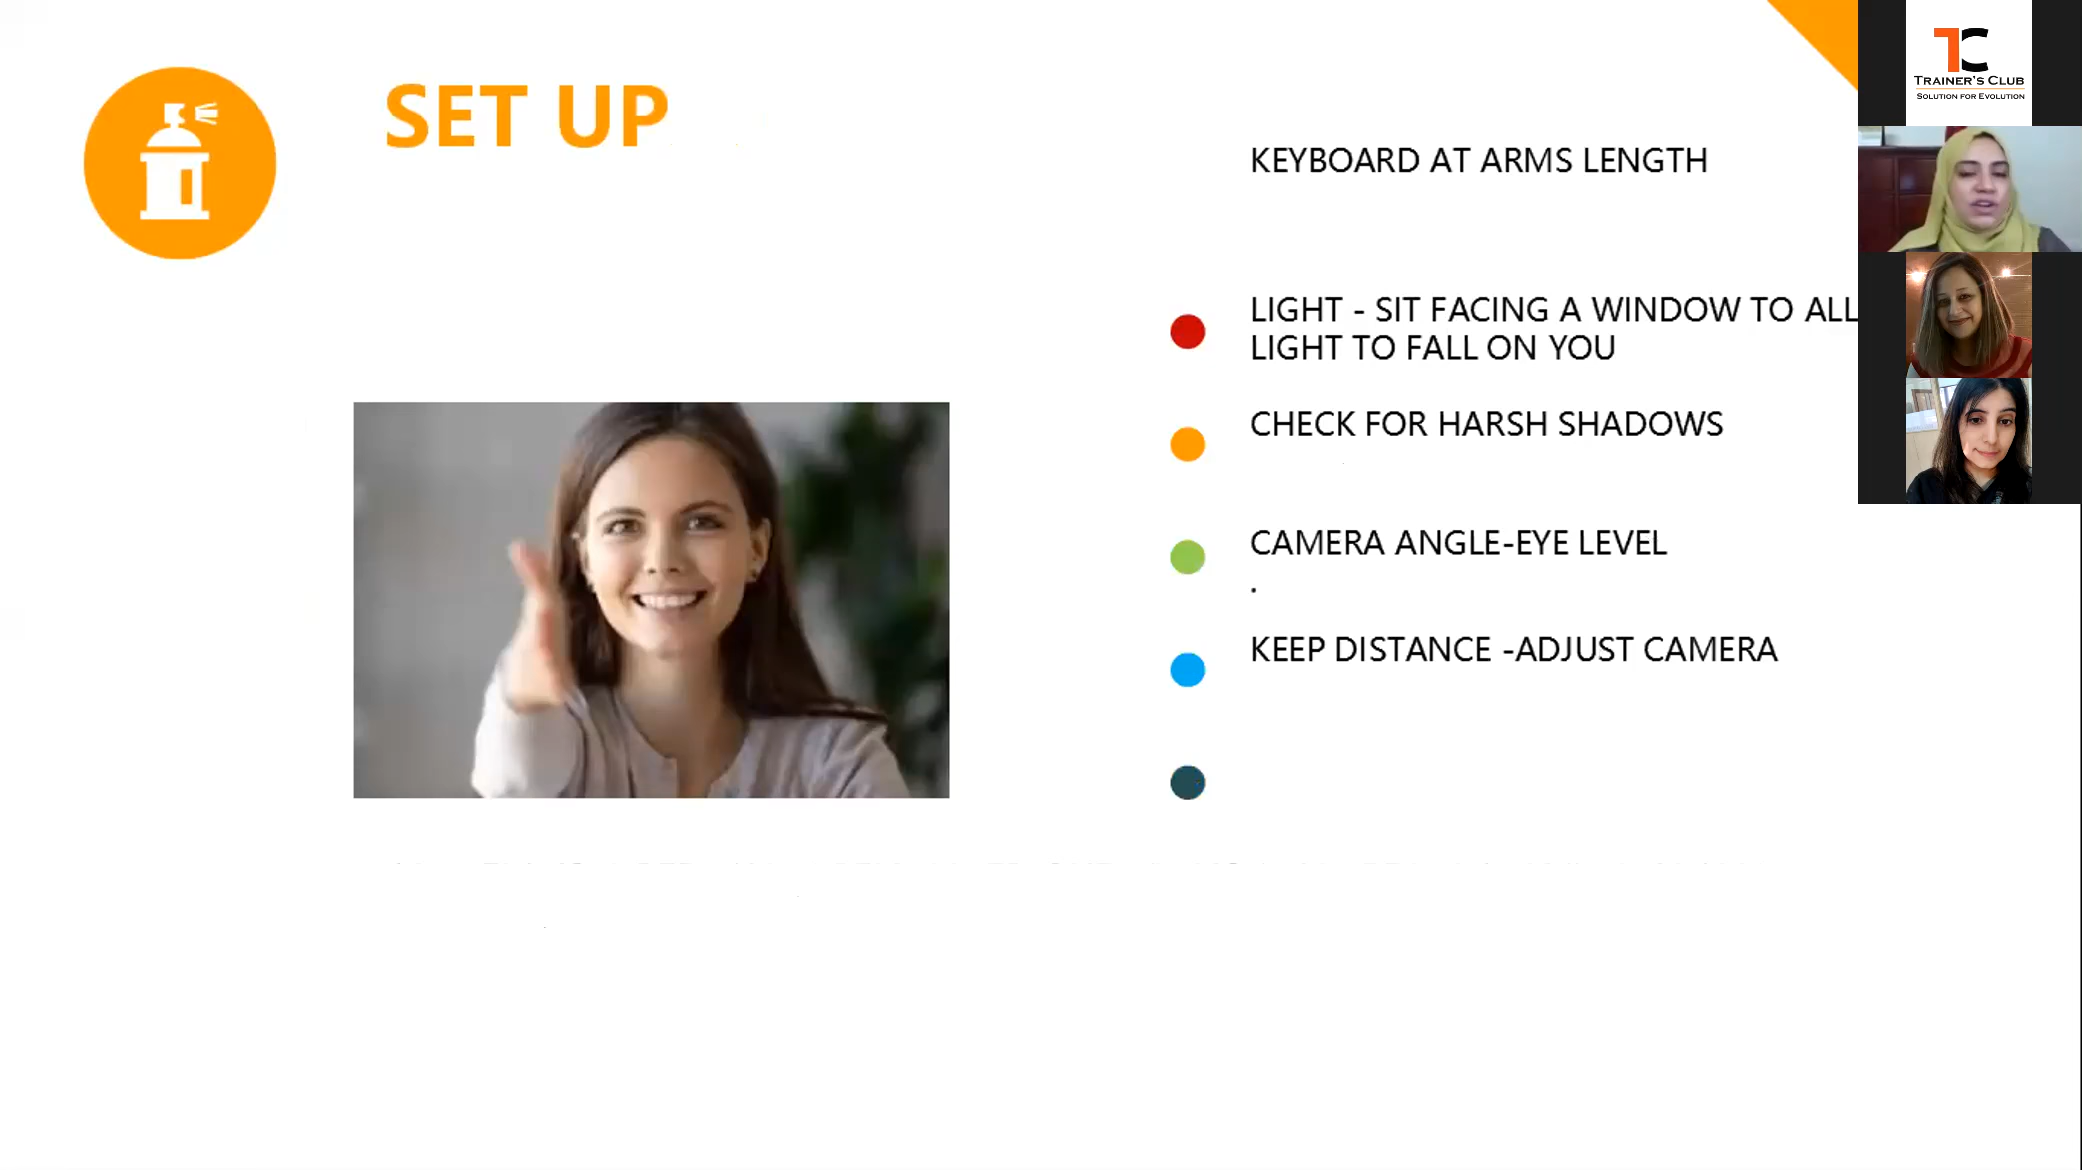 SET UP
KEYBOARD AT ARMS LENGTH
LIGHT - SIT FACING A WINDOW TO ALL
LIGHT TO FALL ON YOU
CHECK FOR HARSH SHADOWS
CAMERA ANGLE-EYE LEVEL
.
KEEP DISTANCE -ADJUST CAMERA
TC
TRAINER'S CLUB
SOLUTION FOR EVOLUTION